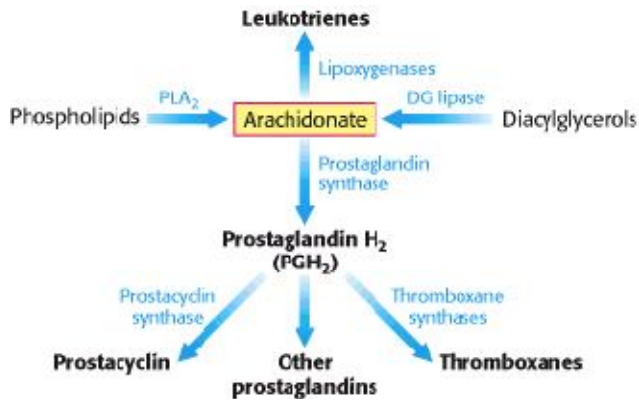 Leukotrienes
Lipoxygenases
PLA₂
DG lipase
Phospholipids
Arachidonate
Diacylglycerols
Prostaglandin
synthase
Prostaglandin H₂
(PGH₂)
Prostacyclin
synthase
Thromboxane
synthases
Prostacyclin
Other
prostaglandins
Thromboxanes